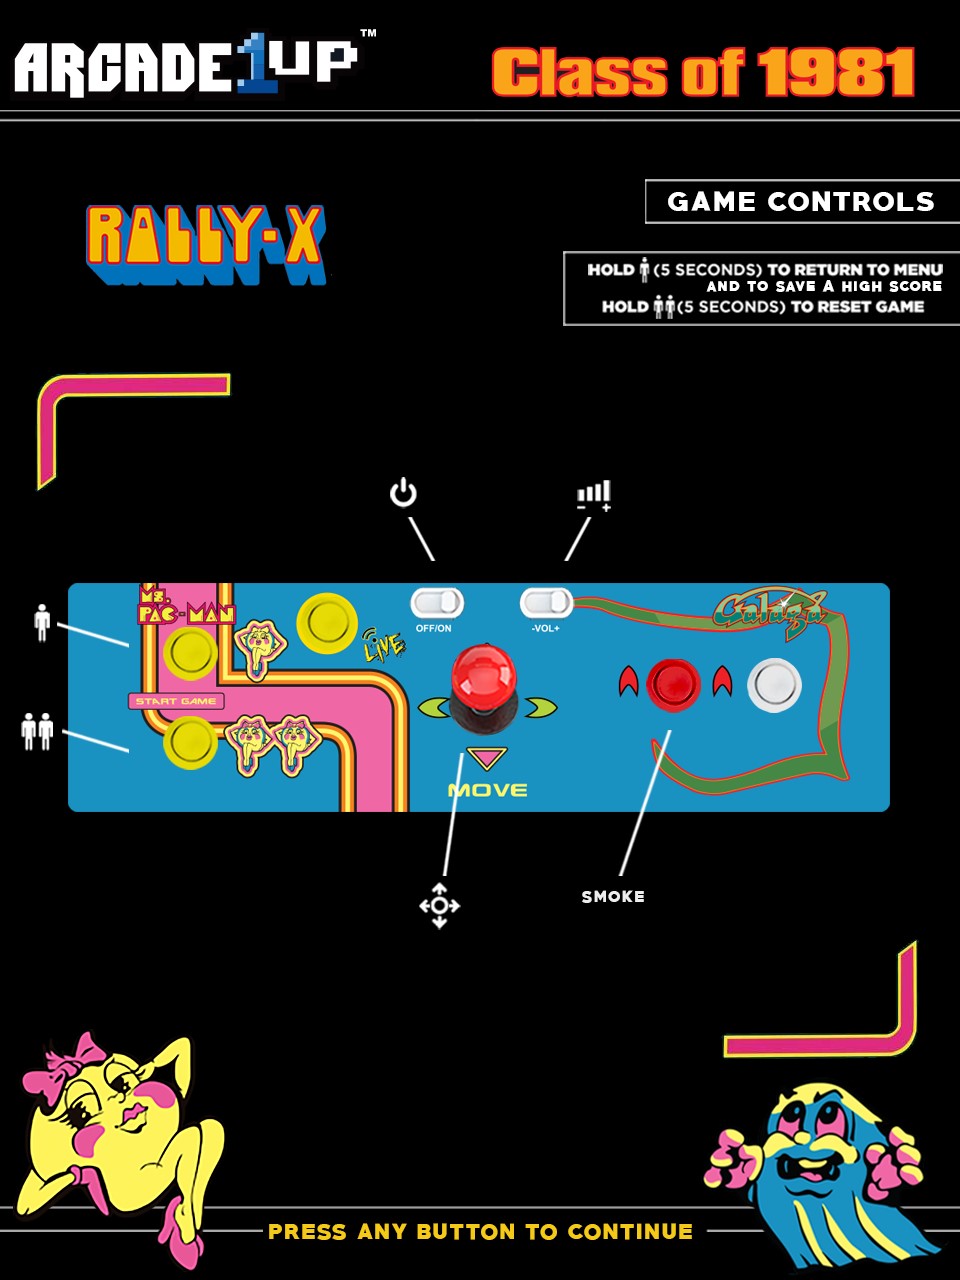 ARCADE1UP™
Class of 1981
RALLY-X
GAME CONTROLS
HOLD (5 SECONDS) TO RETURN TO MENU
AND TO SAVE A HIGH SCORE
HOLD (5 SECONDS) TO RESET GAME
- +
Ms.
PAC-MAN
LIVE
OFF/ON
-VOL+
Galaga
START GAME
MOVE
SMOKE
PRESS ANY BUTTON TO CONTINUE